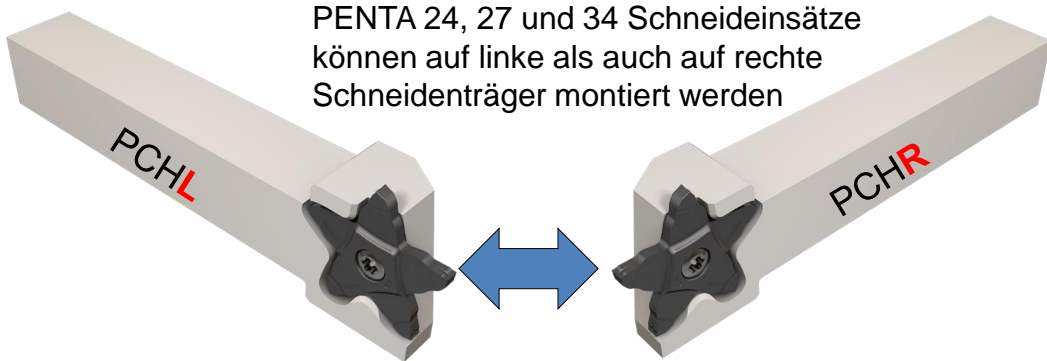 PENTA 24, 27 und 34 Schneideinsätze
können auf linke als auch auf rechte
Schneidenträger montiert werden
PCHL
PCHR